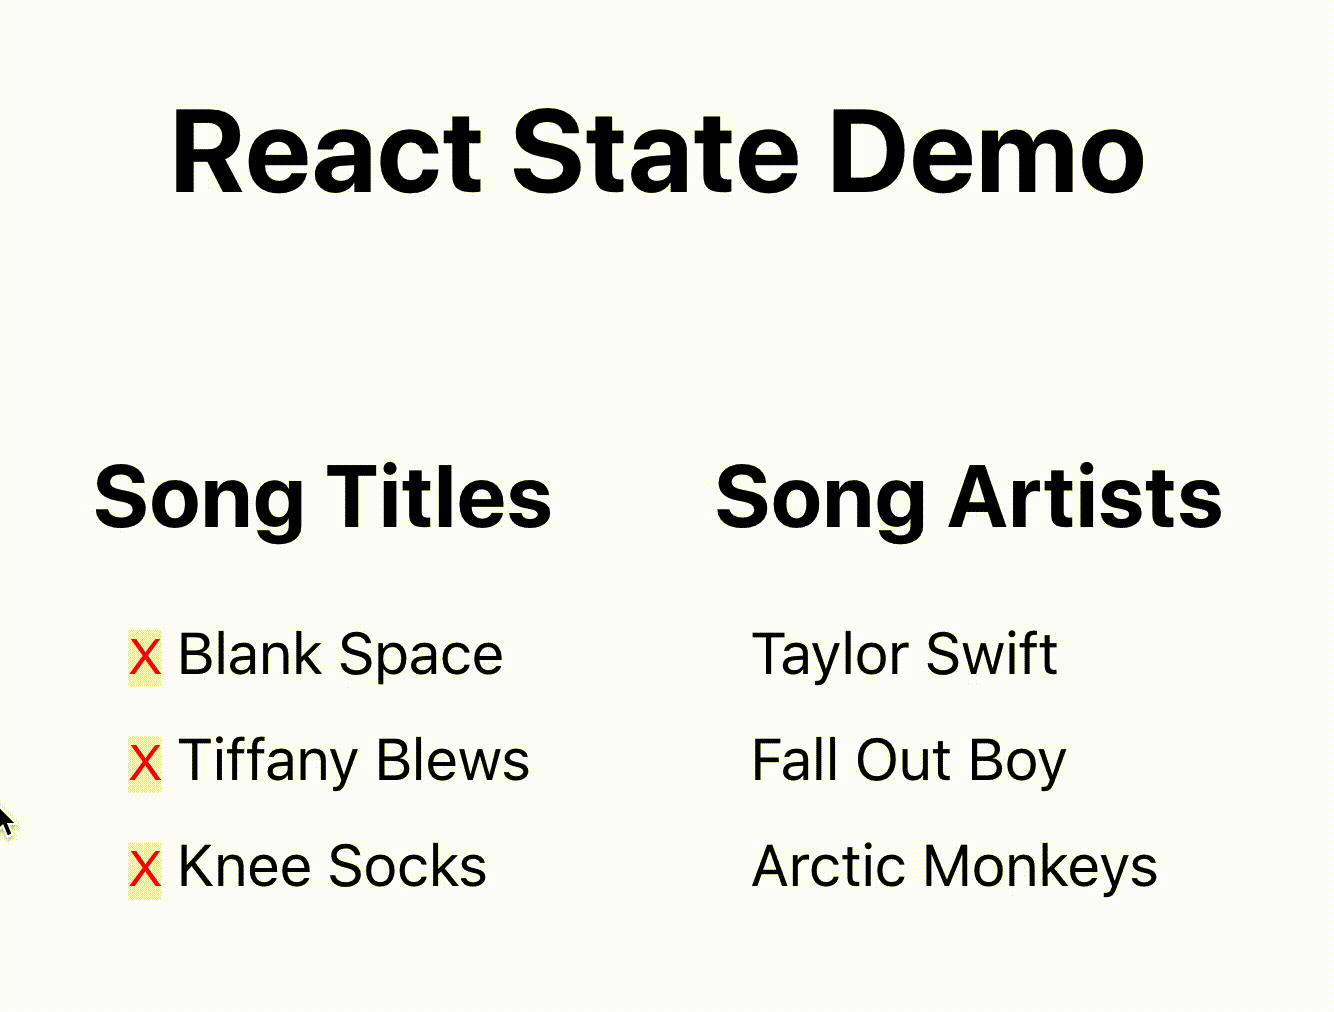 React State Demo
Song Titles
Song Artists
X Blank Space
Taylor Swift
X Tiffany Blews
Fall Out Boy
X Knee Socks
Arctic Monkeys